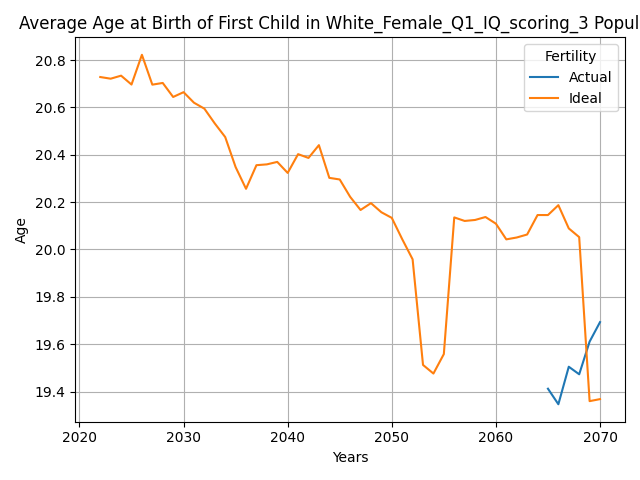 Average Age at Birth of First Child in White_Female_Q1_IQ_scoring_3 Popul
Fertility
Actual
Ideal
20.8
20.6
20.4
20.2
20.0
19.8
19.6
19.4
Age
2020 2030 2040 2050 2060 2070
Years